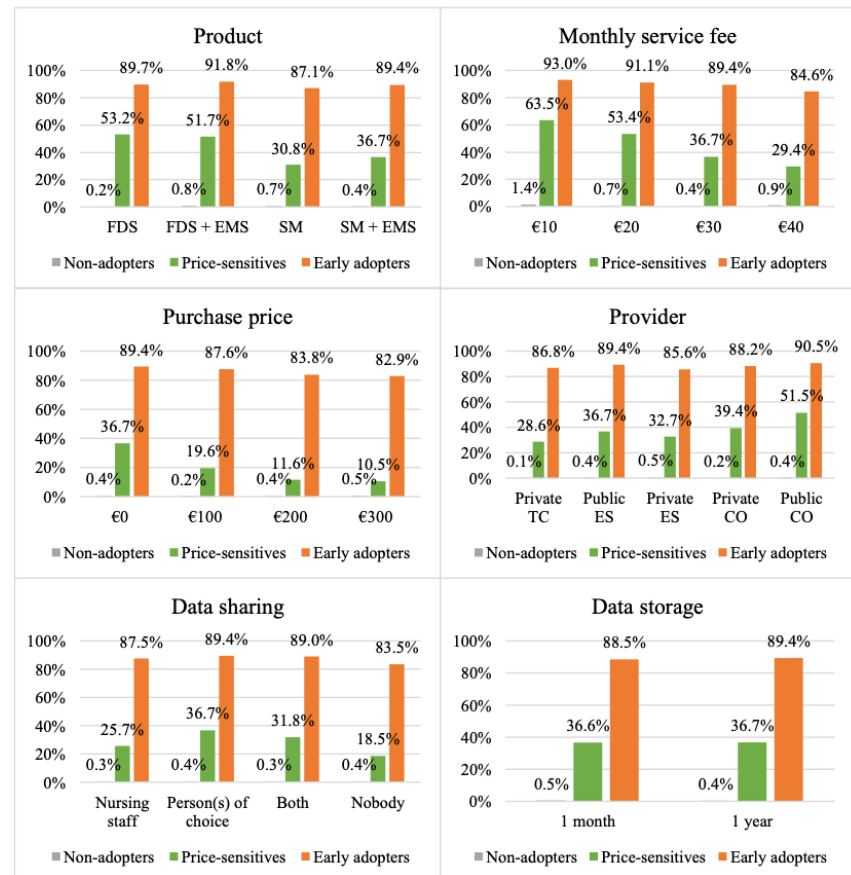 Product
100%
80%
60%
40%
20%
0%
89.7%
91.8%
87.1%
89.4%
53.2%
51.7%
30.8%
36.7%
0.2%
0.8%
0.7%
0.4%
FDS
FDS + EMS
SM
SM + EMS
Non-adopters
Price-sensitives
Early adopters
Monthly service fee
100%
80%
60%
40%
20%
0%
93.0%
91.1%
89.4%
84.6%
63.5%
53.4%
36.7%
29.4%
1.4%
0.7%
0.4%
0.9%
€10
€20
€30
€40
Non-adopters
Price-sensitives
Early adopters
Purchase price
100%
80%
60%
40%
20%
0%
89.4%
87.6%
83.8%
82.9%
36.7%
19.6%
11.6%
10.5%
0.4%
0.2%
0.4%
0.5%
€0
€100
€200
€300
Non-adopters
Price-sensitives
Early adopters
Provider
100%
80%
60%
40%
20%
0%
86.8%
89.4%
85.6%
88.2%
90.5%
28.6%
36.7%
32.7%
39.4%
51.5%
0.1%
0.4%
0.5%
0.2%
0.4%
Private
TC
Public
ES
Private
ES
Private
CO
Public
CO
Non-adopters
Price-sensitives
Early adopters
Data sharing
100%
80%
60%
40%
20%
0%
87.5%
89.4%
89.0%
83.5%
25.7%
36.7%
31.8%
18.5%
0.3%
0.4%
0.3%
0.4%
Nursing
staff
Person(s) of
choice
Both
Nobody
Non-adopters
Price-sensitives
Early adopters
Data storage
100%
80%
60%
40%
20%
0%
88.5%
89.4%
36.6%
36.7%
0.5%
0.4%
1 month
1 year
Non-adopters
Price-sensitives
Early adopters